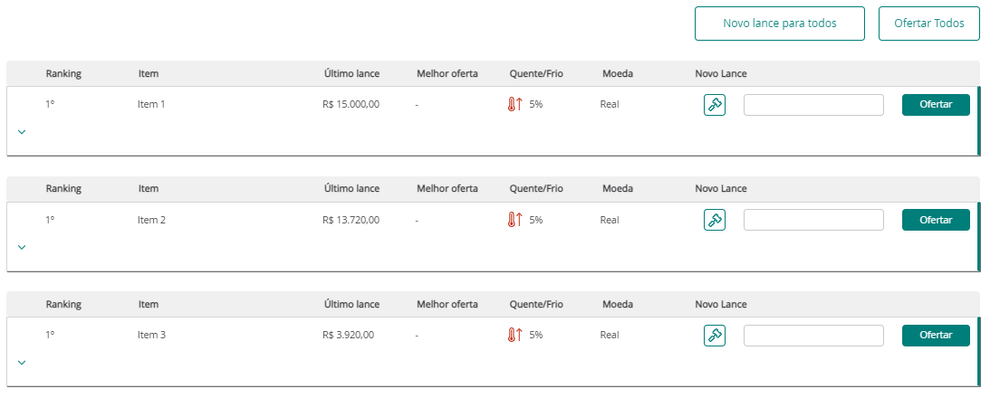 Novo lance para todos Ofertar Todos
Ranking Item Último lance Melhor oferta Quente/Frio Moeda Novo Lance
1º Item 1 R$ 15.000,00 - 5% Real Ofertar
Ranking Item Último lance Melhor oferta Quente/Frio Moeda Novo Lance
1º Item 2 R$ 13.720,00 - 5% Real Ofertar
Ranking Item Último lance Melhor oferta Quente/Frio Moeda Novo Lance
1º Item 3 R$ 3.920,00 - 5% Real Ofertar